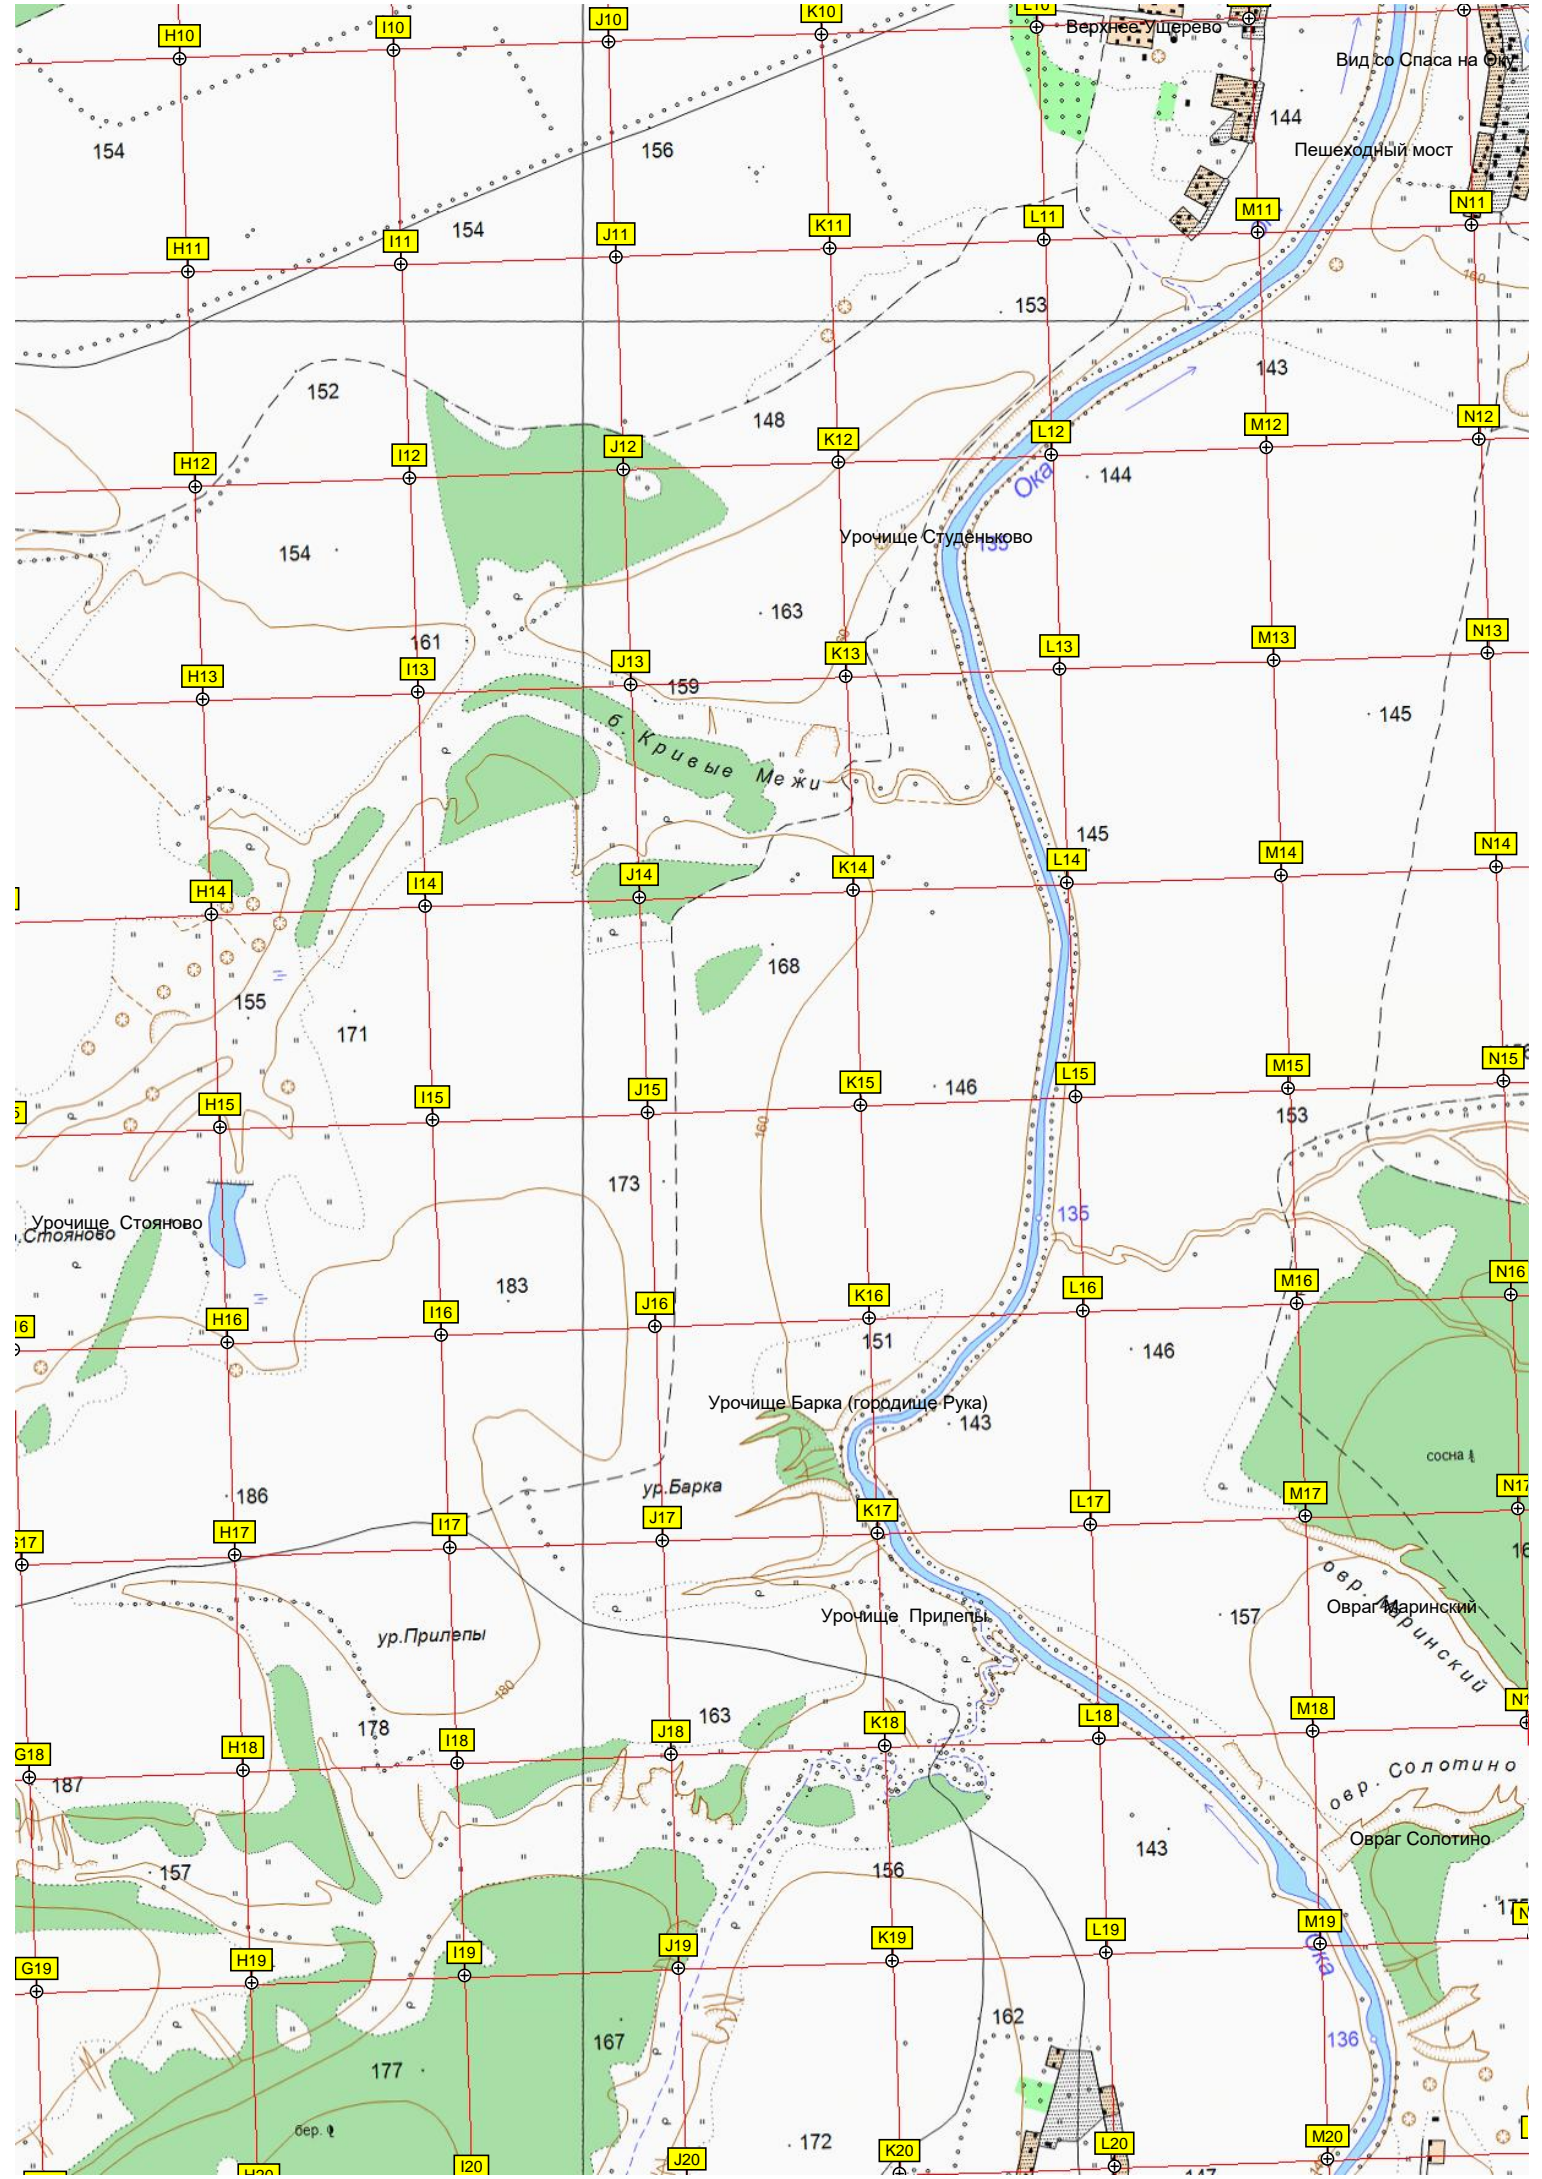 H10
I10
J10
K10
L10
Верхнее Ущерево
Вид со Спаса на Оку
154
156
144
Пешеходный мост
H11
I11
154
J11
K11
L11
M11
N11
160
153
152
148
143
H12
I12
J12
K12
L12
M12
N12
Ока
144
154
Урочище Студеньково
135
163
161
H13
I13
J13
159
K13
L13
M13
N13
145
б. Кривые Межи
145
H14
I14
J14
K14
L14
M14
N14
168
155
171
H15
I15
J15
K15
146
L15
M15
N15
153
160
173
Урочище Стояново
135
183
H16
I16
J16
K16
L16
M16
N16
151
146
Урочище Барка (городище Рука)
143
сосна
186
ур.Барка
H17
I17
J17
K17
L17
M17
N17
овр. Маринский
Овраг Маринский
157
Урочище Прилепы
ур.Прилепы
180
178
163
G18
H18
I18
J18
K18
L18
M18
187
овр. Солотино
Овраг Солотино
157
156
143
G19
H19
I19
J19
K19
L19
M19
Ока
162
167
177
136
бер.
172
I20
J20
K20
L20
M20